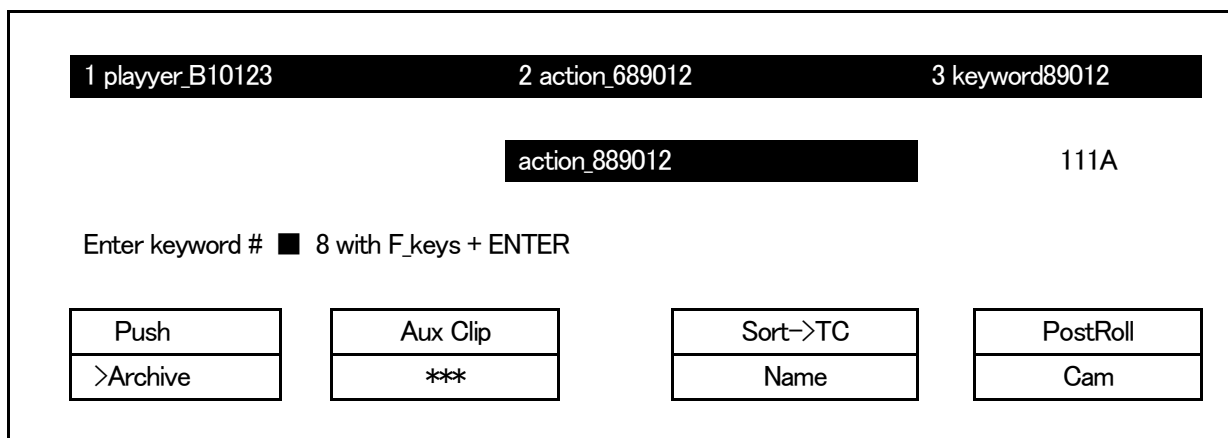 1 playyer_B10123 2 action_689012 3 keyword89012
action_889012 111A
Enter keyword # ■ 8 with F_keys + ENTER
Push Aux Clip Sort->TC PostRoll
>Archive *** Name Cam